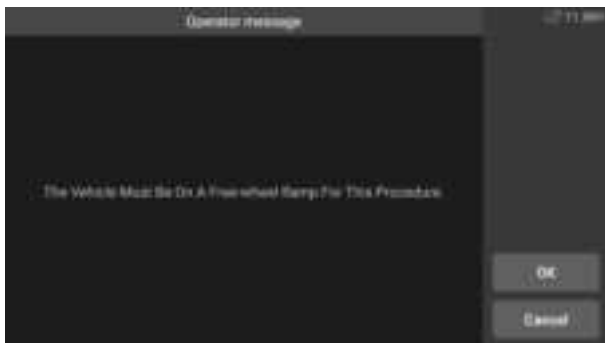 Operator message
The Vehicle Must Be On A Free-wheel Ramp For This Procedure
OK
Cancel